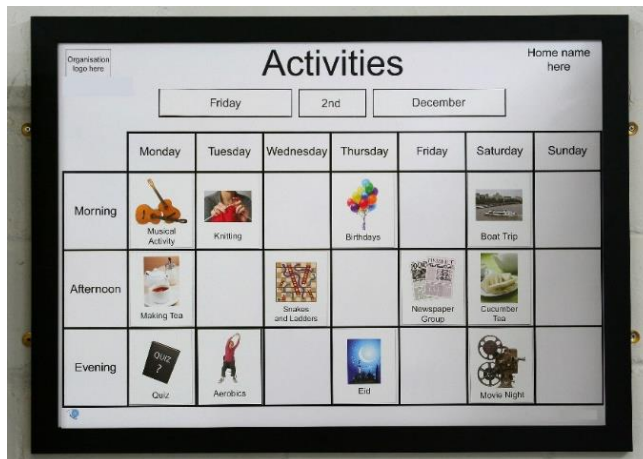 Organisation
logo here
Activities
Home name
here
Friday
2nd
December
Monday
Tuesday
Wednesday
Thursday
Friday
Saturday
Sunday
Morning
Musical
Activity
Knitting
Birthdays
Boat Trip
Afternoon
Making Tea
Snakes
and Ladders
Newspaper
Group
Cucumber
Tea
Evening
QUIZ
?
Quiz
Aerobics
Eid
Movie Night